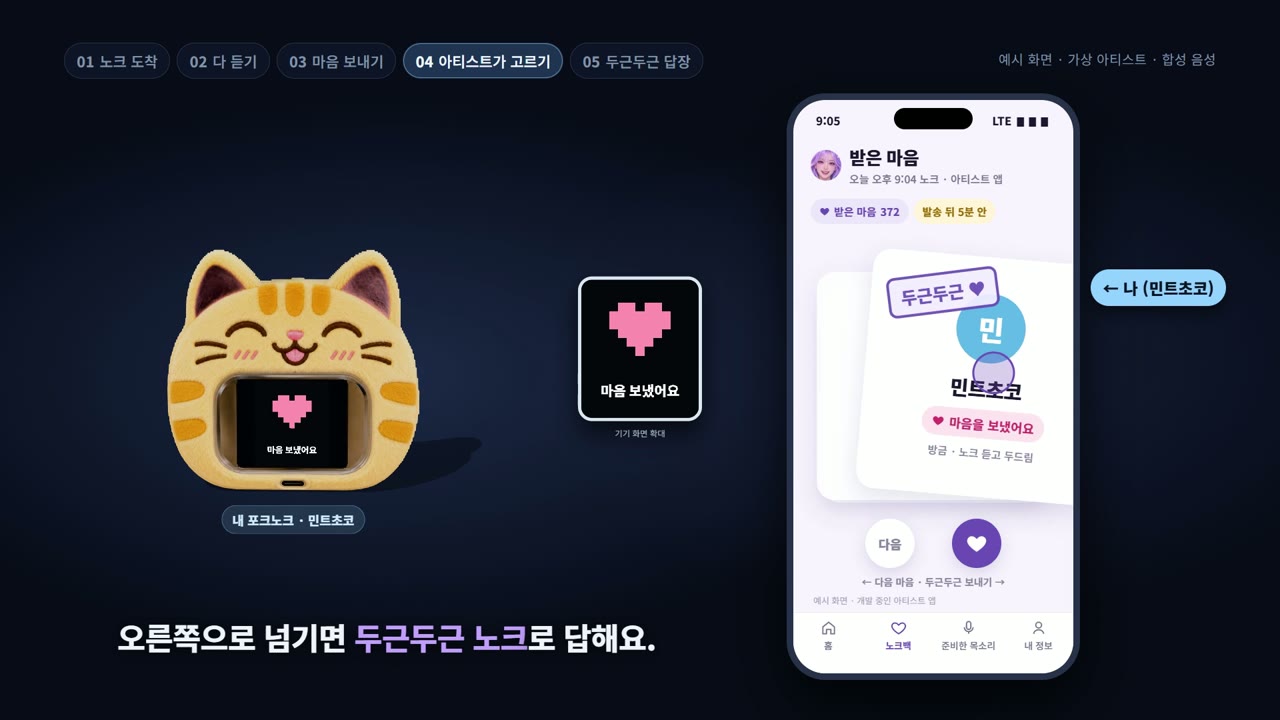 01 노크 도착
02 다 듣기
03 마음 보내기
04 아티스트가 고르기
05 두근두근 답장
예시 화면 · 가상 아티스트 · 합성 음성
9:05
LTE
받은 마음
오늘 오후 9:04 노크 · 아티스트 앱
받은 마음 372
발송 뒤 5분 안
두근두근
민
민트초코
마음을 보냈어요
방금 · 노크 듣고 두드림
← 나 (민트초코)
마음 보냈어요
마음 보냈어요
기기 화면 확대
내 포크노크 · 민트초코
다음
← 다음 마음 · 두근두근 보내기 →
예시 화면 · 개발 중인 아티스트 앱
홈
노크백
준비한 목소리
내 정보
오른쪽으로 넘기면 두근두근 노크로 답해요.